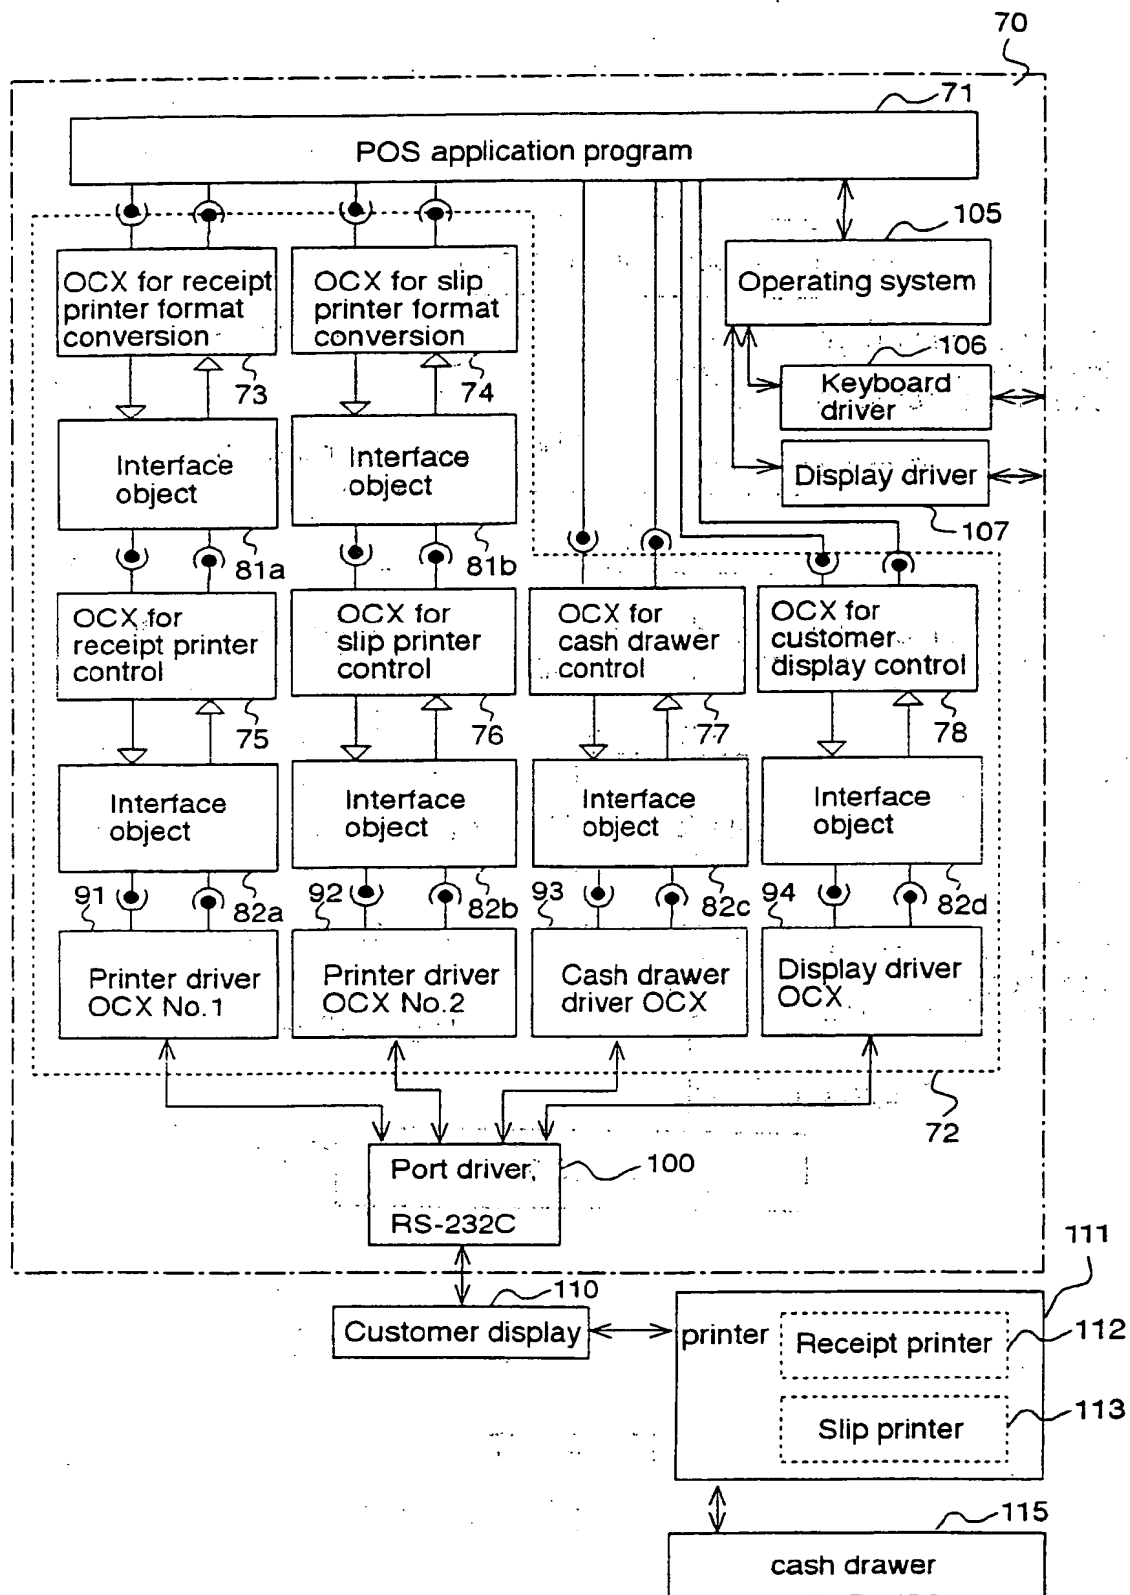 70
71
POS application program
105
OCX for receipt
printer format
conversion
OCX for slip
printer format
conversion
Operating system
73
74
106
Keyboard
driver
Interface
object
Interface
object
Display driver
107
81a
81b
OCX for
receipt printer
control
OCX for
slip printer
control
OCX for
cash drawer
control
OCX for
customer
display control
75
76
77
78
Interface
object
Interface
object
Interface
object
Interface
object
91
82a
92
82b
93
82c
94
82d
Printer driver
OCX No.1
Printer driver
OCX No.2
Cash drawer
driver OCX
Display driver
OCX
72
Port driver,
RS-232C
100
110
111
Customer display
printer
Receipt printer
112
Slip printer
113
115
cash drawer